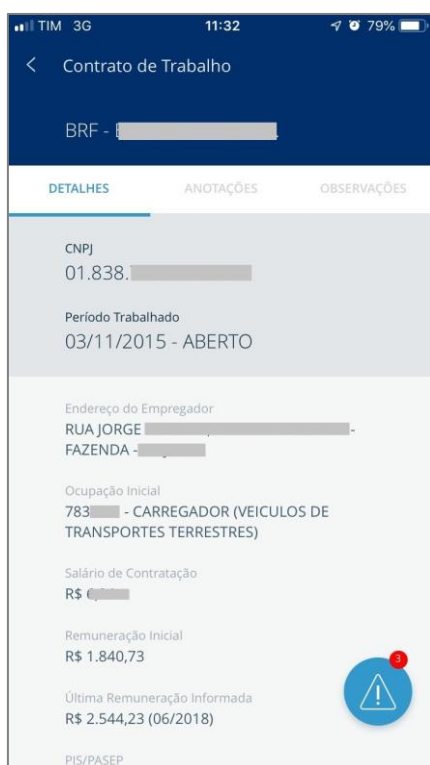 TIM 3G 11:32 79%
Contrato de Trabalho
BRF -
DETALHES ANOTAÇÕES OBSERVAÇÕES
CNPJ
01.838.
Período Trabalhado
03/11/2015 - ABERTO
Endereço do Empregador
RUA JORGE -
FAZENDA -
Ocupação Inicial
783 - CARREGADOR (VEICULOS DE
TRANSPORTES TERRESTRES)
Salário de Contratação
R$
Remuneração Inicial
R$ 1.840,73
3
Última Remuneração Informada
R$ 2.544,23 (06/2018)
PIS/PASEP